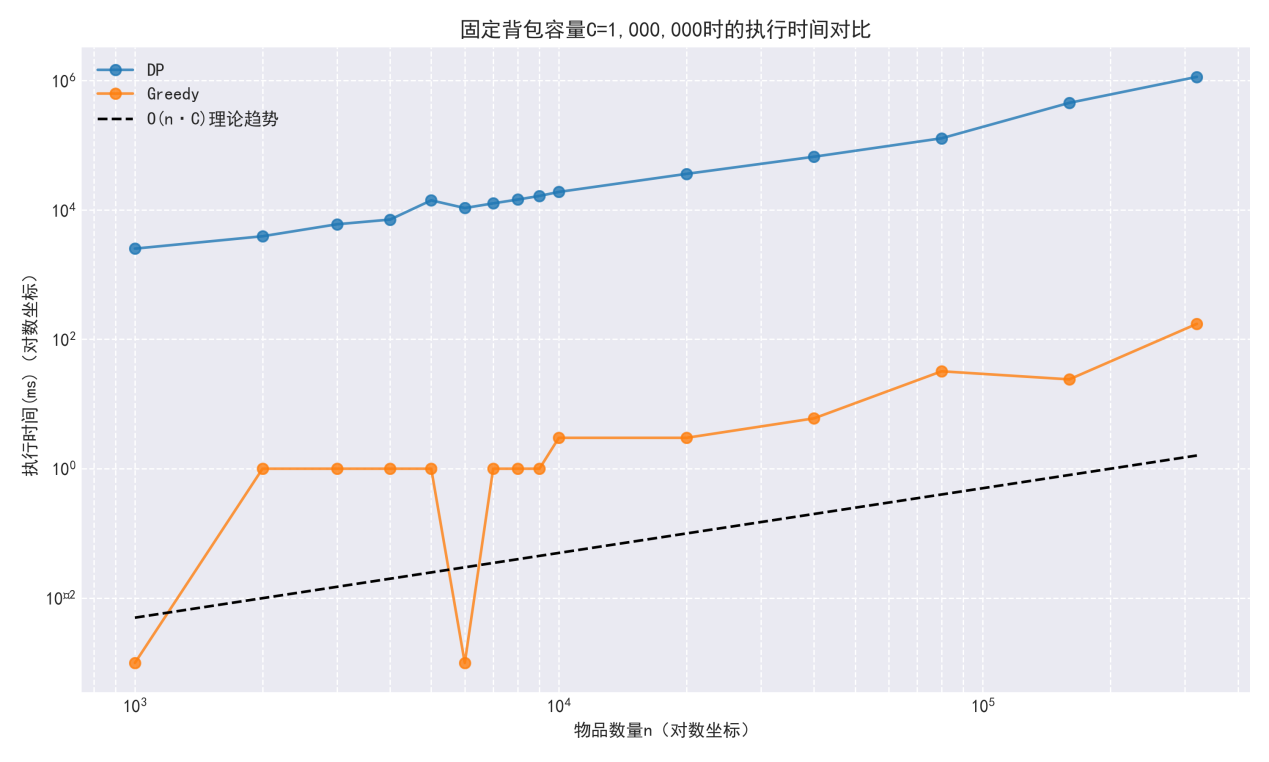 固定背包容量C=1,000,000时的执行时间对比
DP
Greedy
O(n·C)理论趋势
执行时间(ms)（对数坐标）
10⁶
10⁴
10²
10⁰
10¤²
10³
10⁴
10⁵
物品数量n（对数坐标）